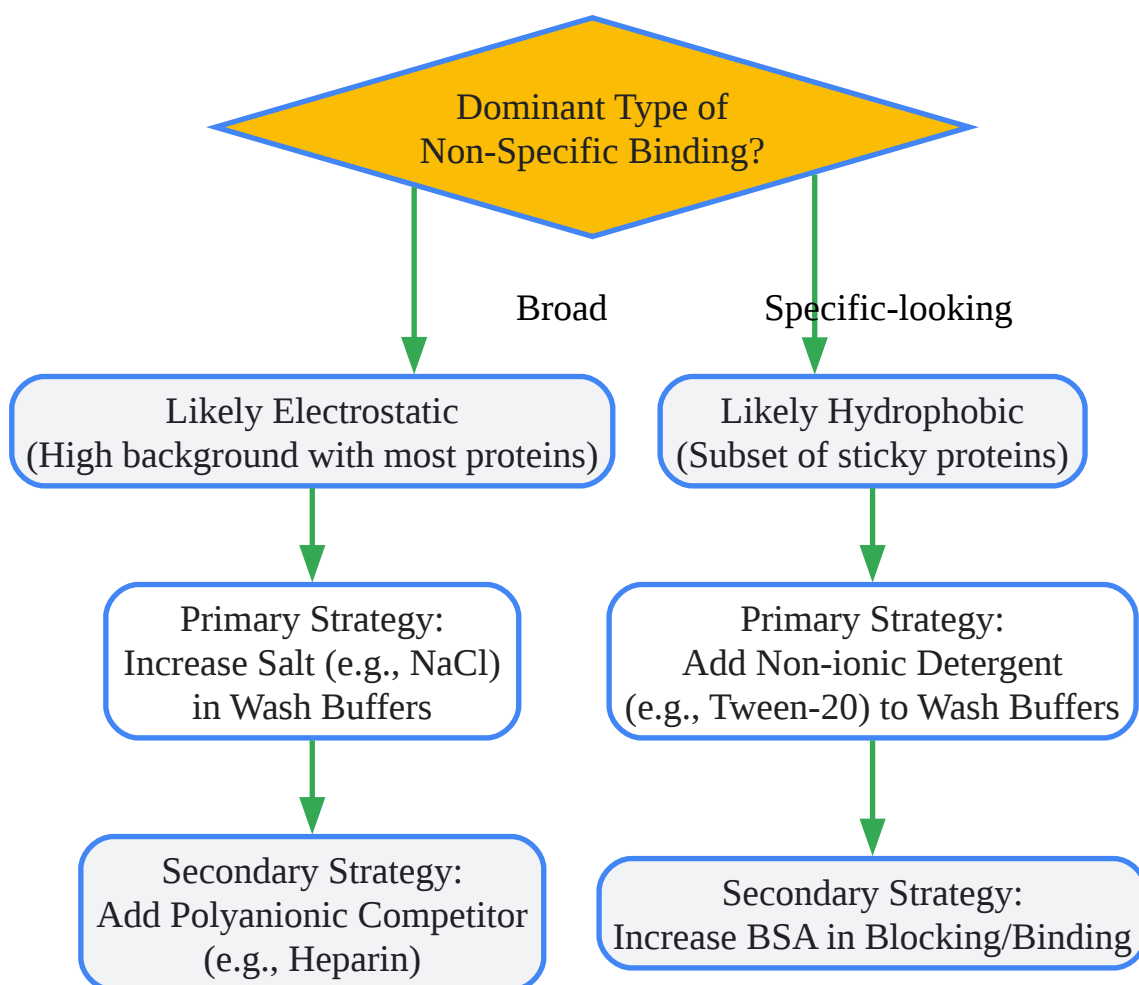 Dominant Type of
Non-Specific Binding?
Broad
Specific-looking
Likely Electrostatic
(High background with most proteins)
Likely Hydrophobic
(Subset of sticky proteins)
Primary Strategy:
Increase Salt (e.g., NaCl)
in Wash Buffers
Primary Strategy:
Add Non-ionic Detergent
(e.g., Tween-20) to Wash Buffers
Secondary Strategy:
Add Polyanionic Competitor
(e.g., Heparin)
Secondary Strategy:
Increase BSA in Blocking/Binding